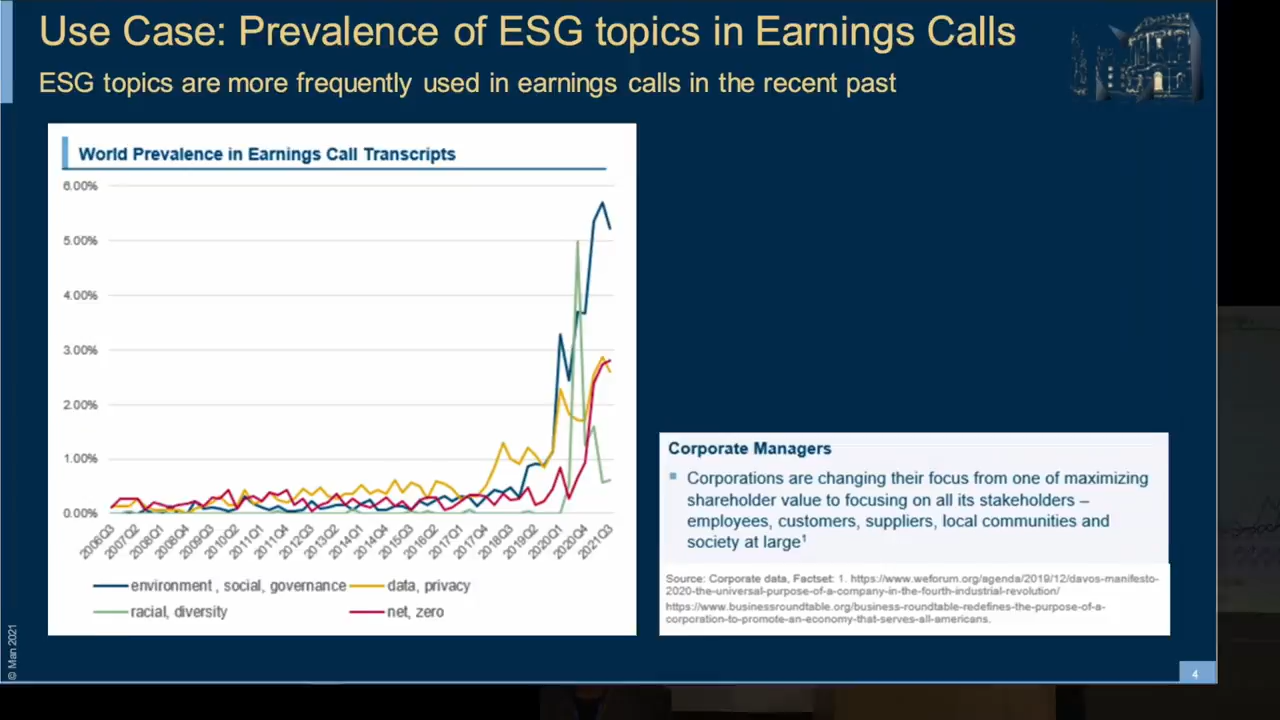 Use Case: Prevalence of ESG topics in Earnings Calls
ESG topics are more frequently used in earnings calls in the recent past
World Prevalence in Earnings Call Transcripts
6.00%
5.00%
4.00%
3.00%
2.00%
1.00%
0.00%
2006Q3 2007Q2 2008Q1 2008Q4 2009Q3 2010Q2 2011Q1 2011Q4 2012Q3 2013Q2 2014Q1 2014Q4 2015Q3 2016Q2 2017Q1 2017Q4 2018Q3 2019Q2 2020Q1 2020Q4 2021Q3
environment , social, governance data, privacy
racial, diversity net, zero
Corporate Managers
Corporations are changing their focus from one of maximizing
shareholder value to focusing on all its stakeholders –
employees, customers, suppliers, local communities and
society at large¹
Source: Corporate data, Factset: 1. https://www.weforum.org/agenda/2019/12/davos-manifesto-
2020-the-universal-purpose-of-a-company-in-the-fourth-industrial-revolution/
https://www.businessroundtable.org/business-roundtable-redefines-the-purpose-of-a-
corporation-to-promote-an-economy-that-serves-all-americans.
© Man 2021
4